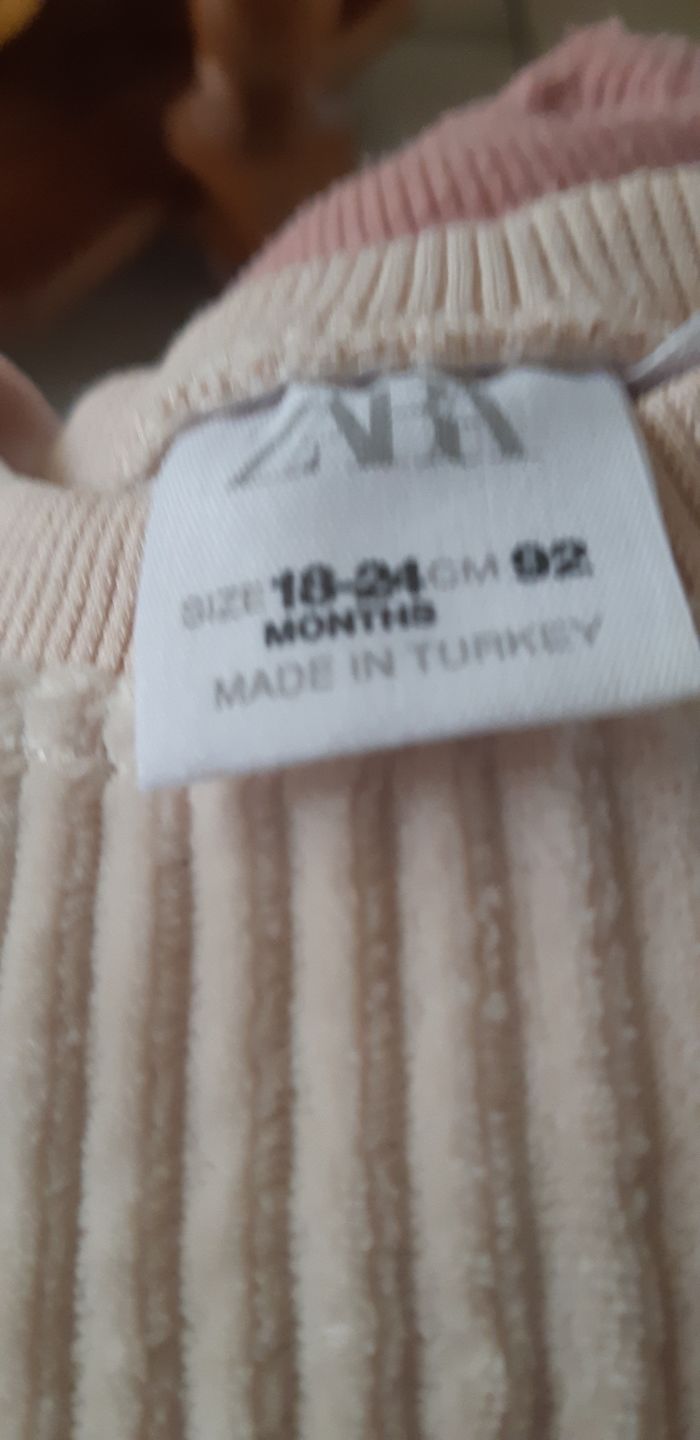 ZARA
SIZE 18-24 CM 92
MONTHS
MADE IN TURKEY